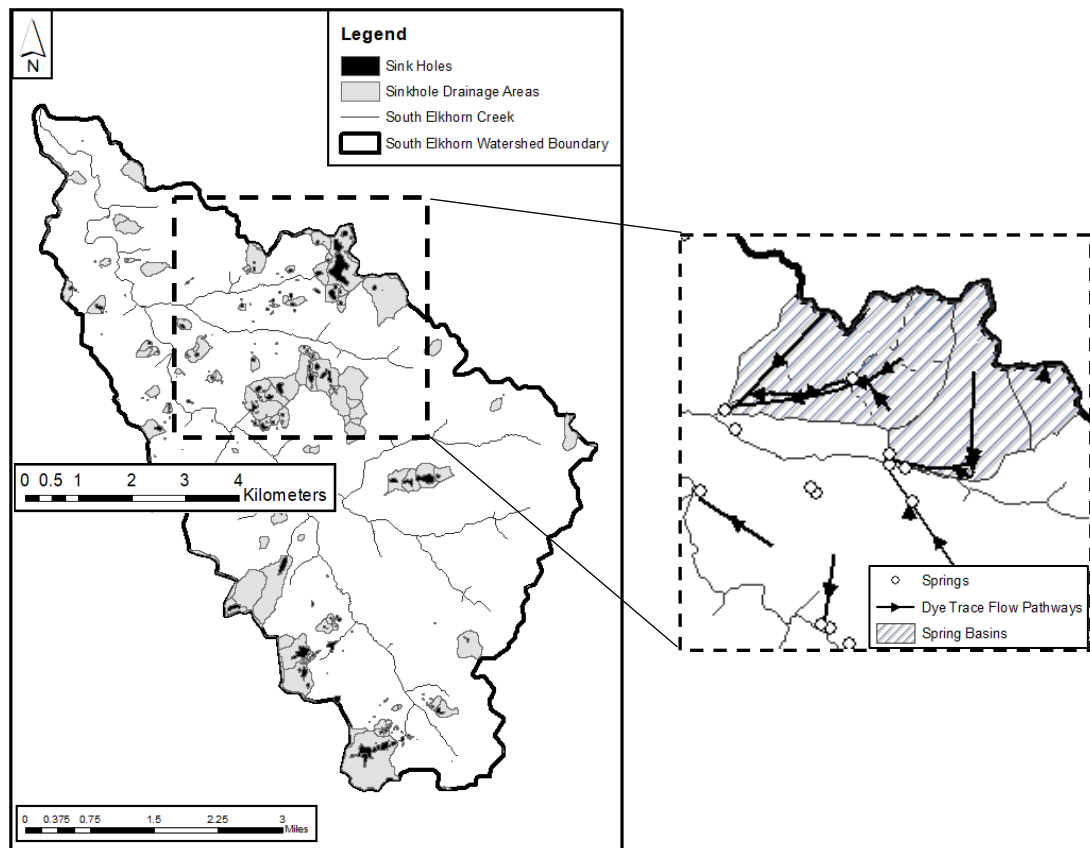 N
Legend
Sink Holes
Sinkhole Drainage Areas
South Elkhorn Creek
South Elkhorn Watershed Boundary
0 0.5 1 2 3 4
Kilometers
0 0.375 0.75 1.5 2.25 3
Miles
Springs
Dye Trace Flow Pathways
Spring Basins